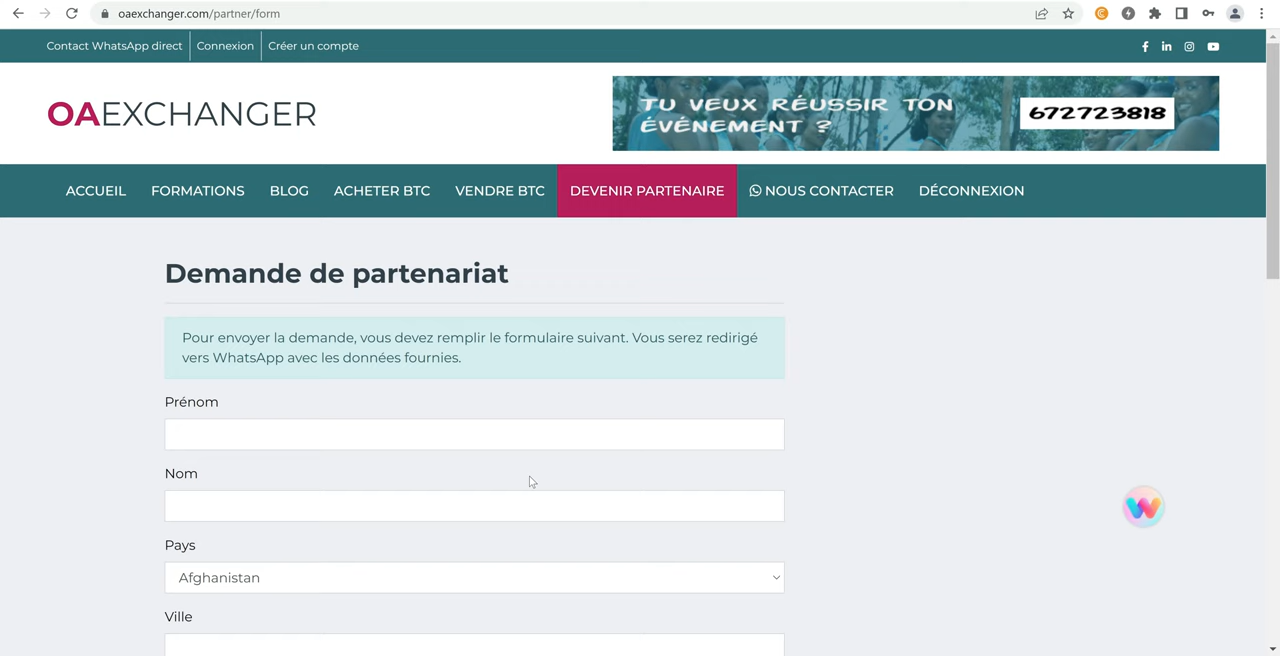 oaexchanger.com/partner/form
Contact WhatsApp direct
Connexion
Créer un compte
OAEXCHANGER
TU VEUX RÉUSSIR TON
ÉVÉNEMENT ?
672723818
ACCUEIL
FORMATIONS
BLOG
ACHETER BTC
VENDRE BTC
DEVENIR PARTENAIRE
NOUS CONTACTER
DÉCONNEXION
Demande de partenariat
Pour envoyer la demande, vous devez remplir le formulaire suivant. Vous serez redirigé
vers WhatsApp avec les données fournies.
Prénom
Nom
Pays
Afghanistan
Ville